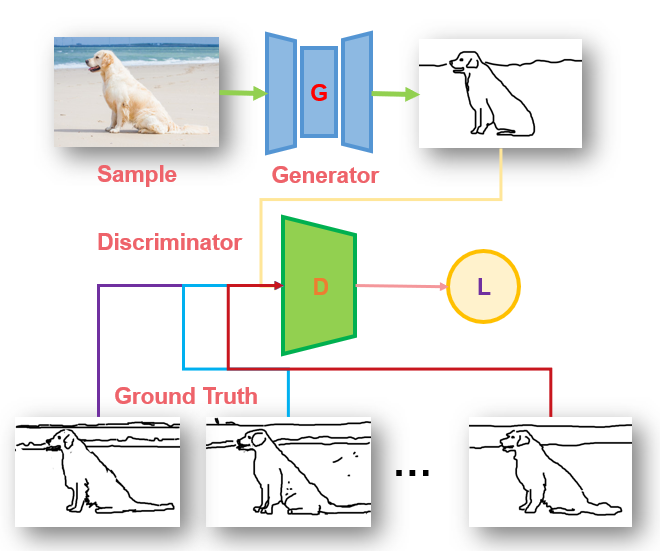 G
Sample
Generator
Discriminator
D
L
Ground Truth
...